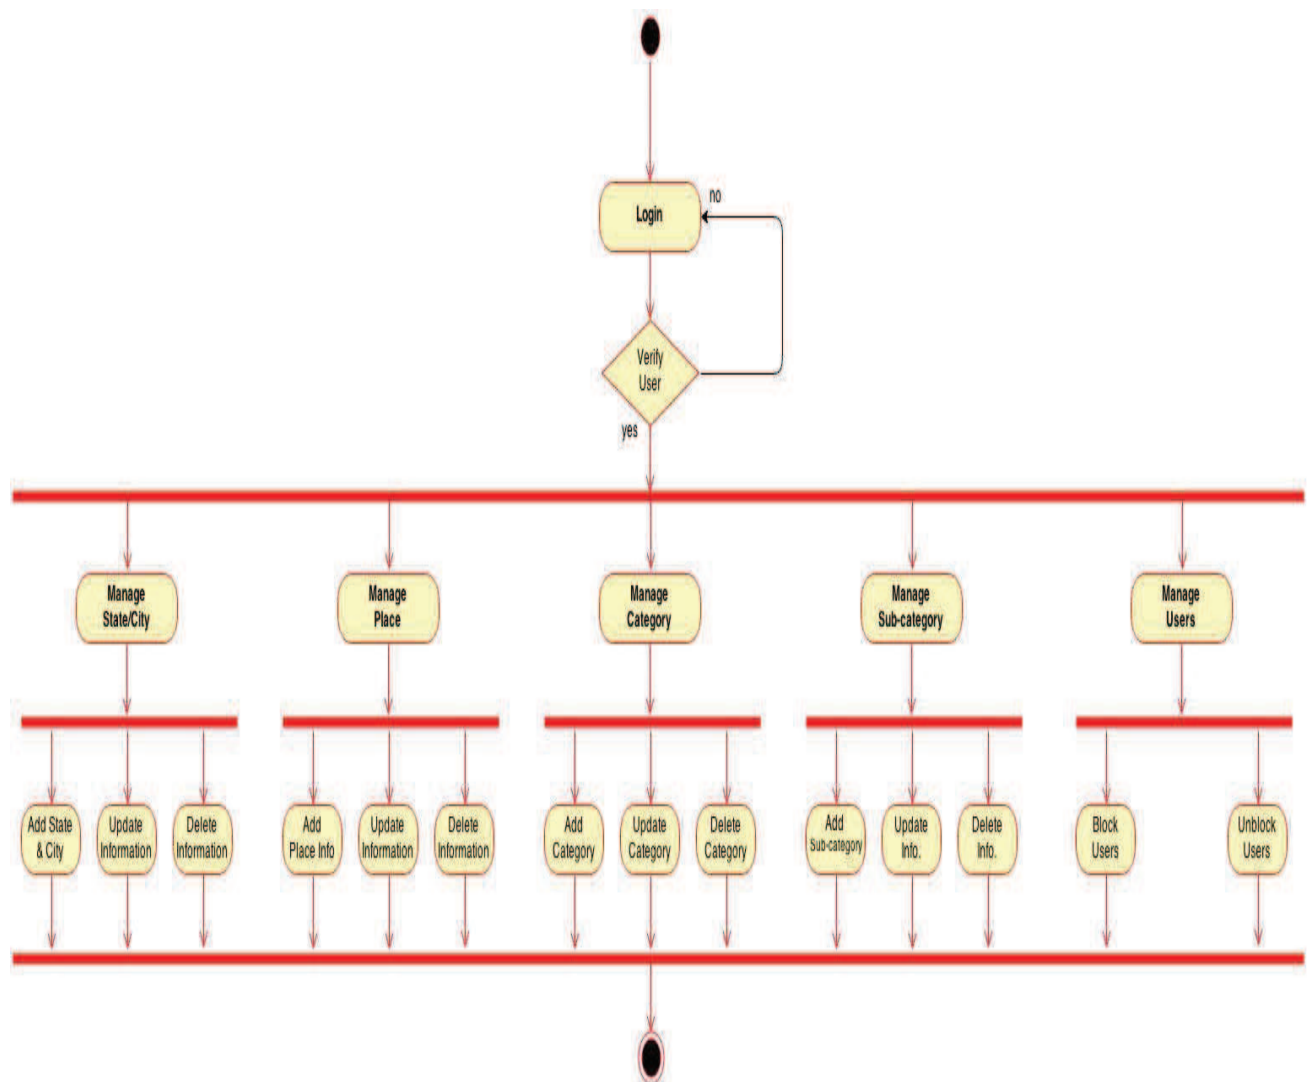 Login
no
Verify
User
yes
Manage
State/City
Manage
Place
Manage
Category
Manage
Sub-category
Manage
Users
Add State
& City
Update
Information
Delete
Information
Add
Place Info
Update
Information
Delete
Information
Add
Category
Update
Category
Delete
Category
Add
Sub-category
Update
Info.
Delete
Info.
Block
Users
Unblock
Users